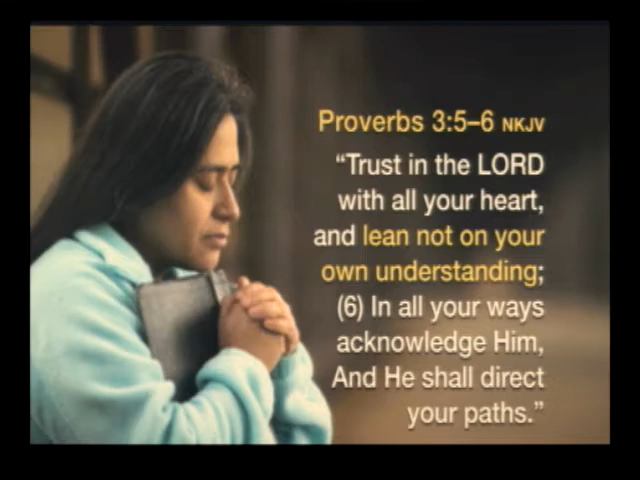 Proverbs 3:5–6 NKJV
“Trust in the LORD
with all your heart,
and lean not on your
own understanding;
(6) In all your ways
acknowledge Him,
And He shall direct
your paths.”